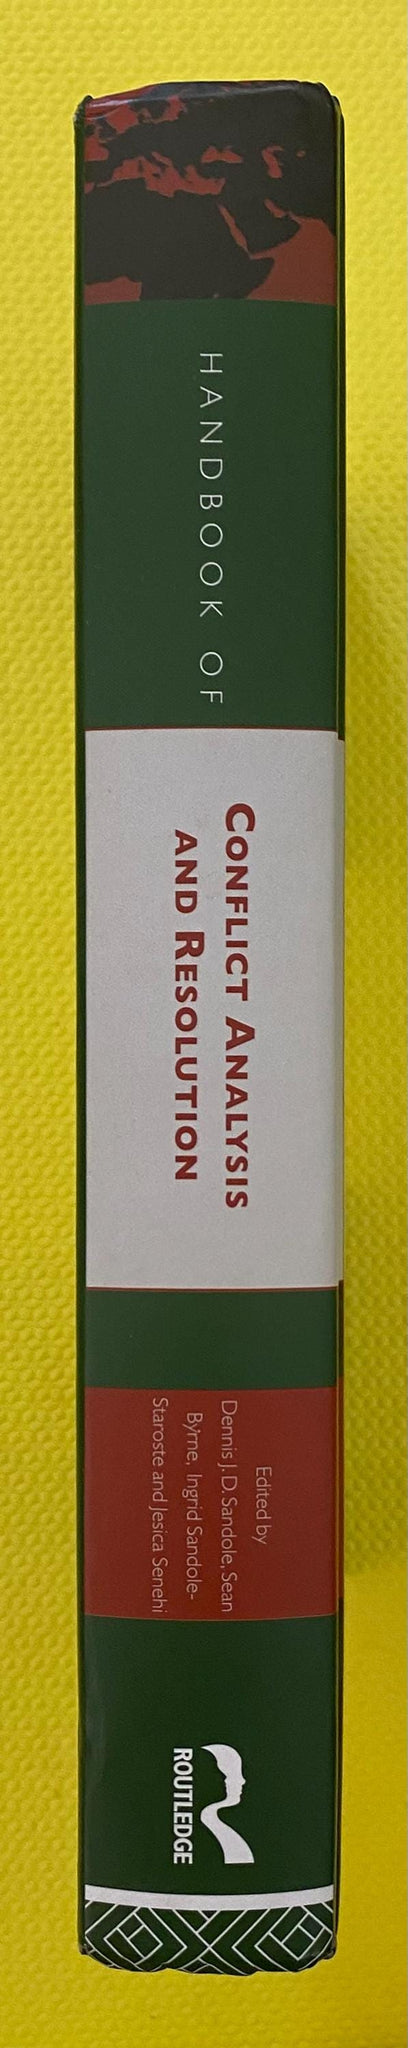 HANDBOOK OF
CONFLICT ANALYSIS
AND RESOLUTION
Edited by
Dennis J. D. Sandole, Sean
Byrne, Ingrid Sandole-
Staroste and Jesica Senehi
ROUTLEDGE